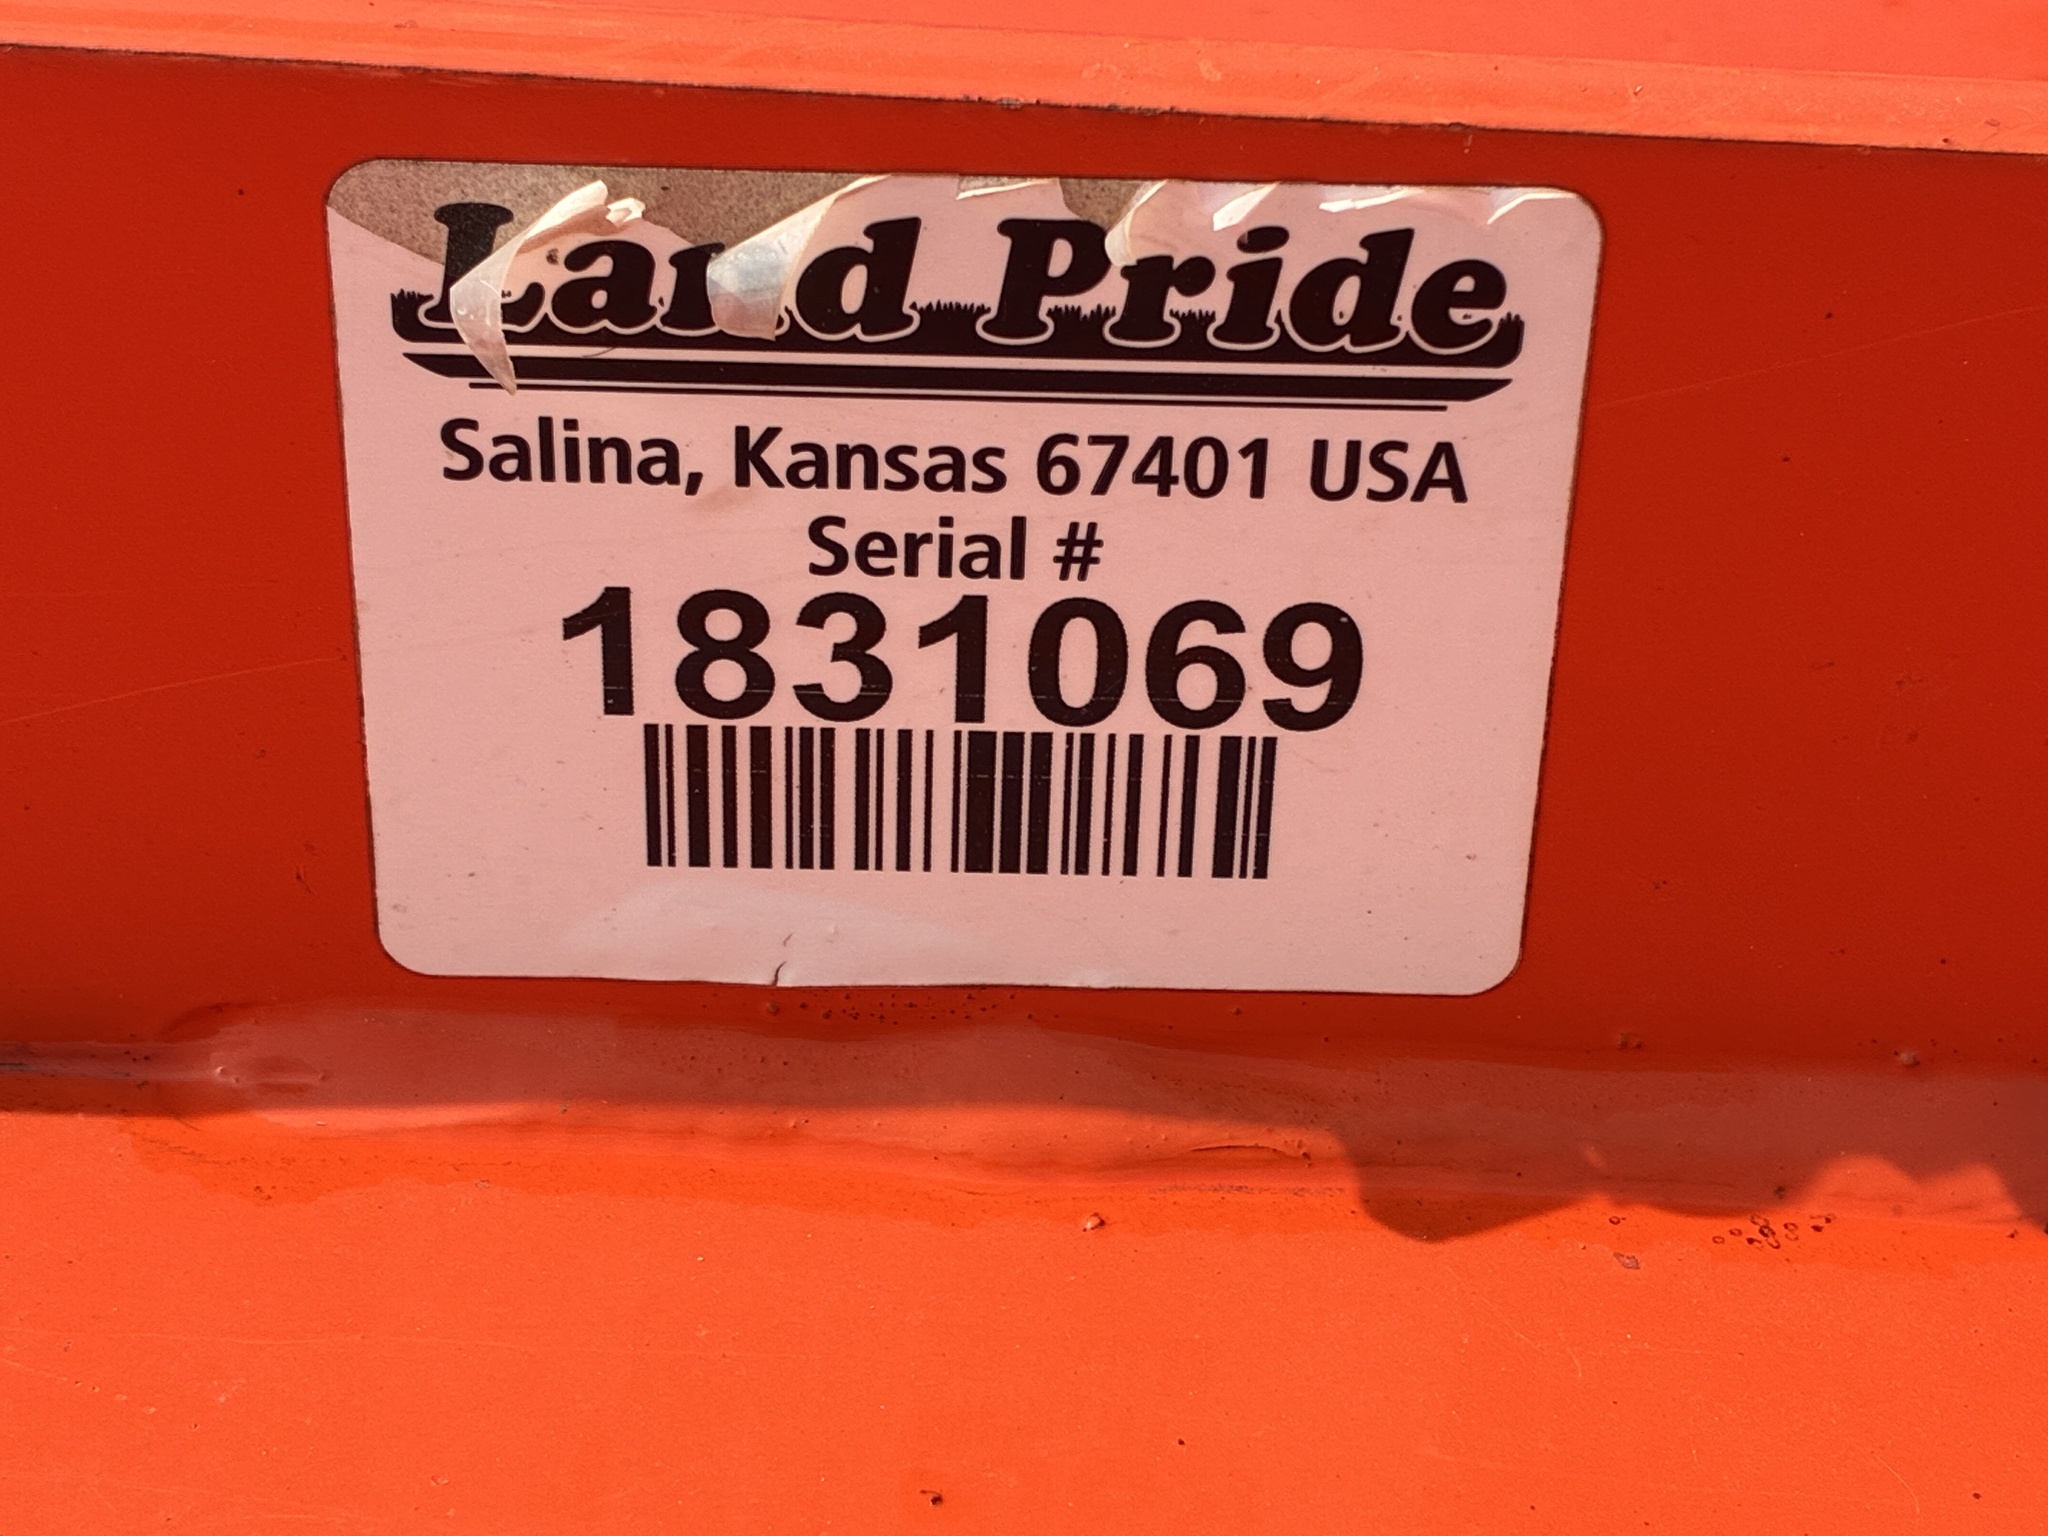 Land Pride
Salina, Kansas 67401 USA
Serial #
1831069